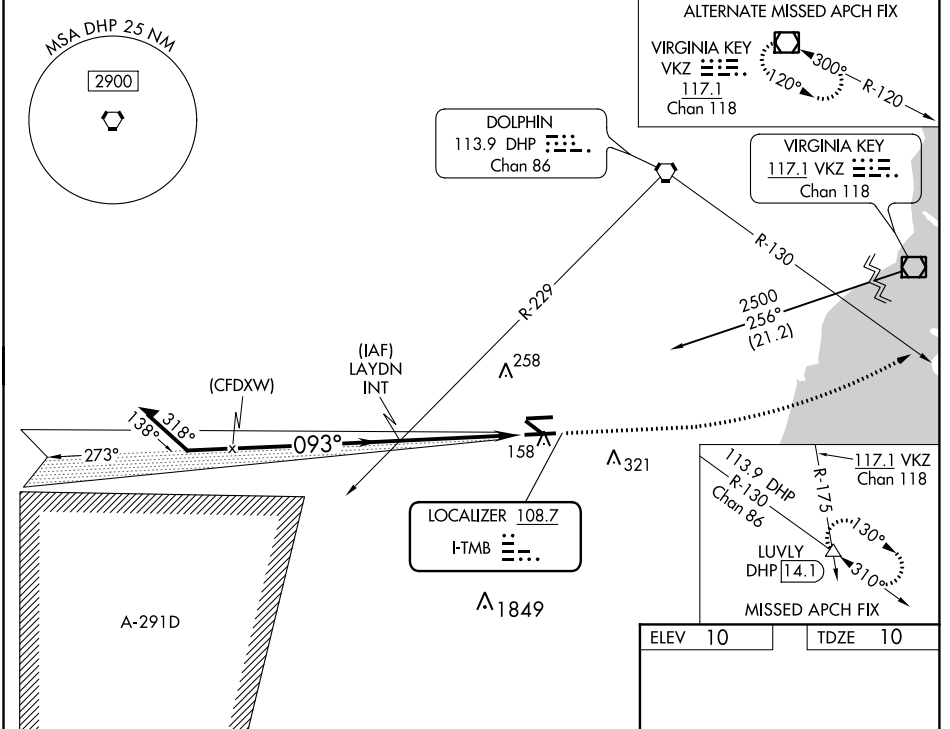 MSA DHP 25 NM
2900
ALTERNATE MISSED APCH FIX
VIRGINIA KEY
VKZ
117.1
Chan 118
120°
300°
R-120
DOLPHIN
113.9 DHP
Chan 86
VIRGINIA KEY
117.1 VKZ
Chan 118
R-130
R-229
2500
256°
(21.2)
(IAF)
LAYDN
INT
(CFDXW)
258
318°
138°
273°
093°
158
321
LOCALIZER 108.7
I-TMB
1849
A-291D
113.9 DHP
R-130
Chan 86
R-175
117.1 VKZ
Chan 118
130°
310°
LUVLY
DHP 14.1
MISSED APCH FIX
ELEV 10
TDZE 10